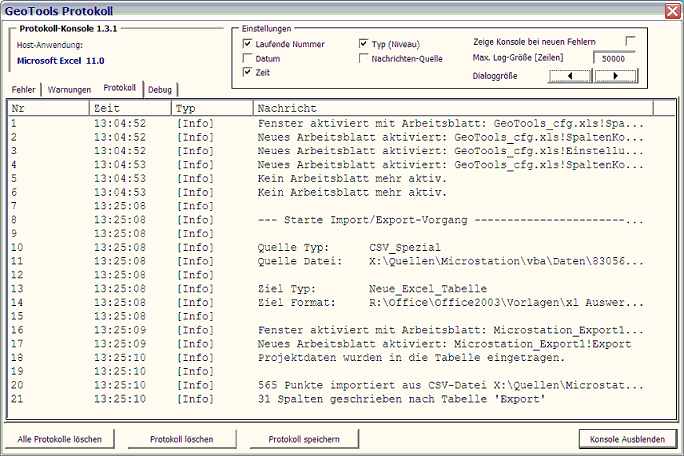 GeoTools Protokoll
Protokoll-Konsole 1.3.1
Host-Anwendung:
Microsoft Excel 11.0
Einstellungen
Laufende Nummer
Datum
Zeit
Typ (Niveau)
Nachrichten-Quelle
Zeige Konsole bei neuen Fehlern
Max. Log-Größe [Zeilen] 50000
Dialoggröße
Fehler Warnungen Protokoll Debug
Nr Zeit Typ Nachricht
1 13:04:52 [Info] Fenster aktiviert mit Arbeitsblatt: GeoTools_cfg.xls!Spa...
2 13:04:52 [Info] Neues Arbeitsblatt aktiviert: GeoTools_cfg.xls!SpaltenKo...
3 13:04:52 [Info] Neues Arbeitsblatt aktiviert: GeoTools_cfg.xls!Einstellu...
4 13:04:53 [Info] Neues Arbeitsblatt aktiviert: GeoTools_cfg.xls!SpaltenKo...
5 13:04:53 [Info] Kein Arbeitsblatt mehr aktiv.
6 13:04:53 [Info] Kein Arbeitsblatt mehr aktiv.
7 13:25:08 [Info]
8 13:25:08 [Info] --- Starte Import/Export-Vorgang -----------------------...
9 13:25:08 [Info]
10 13:25:08 [Info] Quelle Typ: CSV_Spezial
11 13:25:08 [Info] Quelle Datei: X:\Quellen\Microstation\vba\Daten\83056...
12 13:25:08 [Info]
13 13:25:08 [Info] Ziel Typ: Neue_Excel_Tabelle
14 13:25:08 [Info] Ziel Format: R:\Office\Office2003\Vorlagen\xl Auswer...
15 13:25:08 [Info]
16 13:25:09 [Info] Fenster aktiviert mit Arbeitsblatt: Microstation_Export1...
17 13:25:09 [Info] Neues Arbeitsblatt aktiviert: Microstation_Export1!Export
18 13:25:10 [Info] Projektdaten wurden in die Tabelle eingetragen.
19 13:25:10 [Info]
20 13:25:10 [Info] 565 Punkte importiert aus CSV-Datei X:\Quellen\Microstat...
21 13:25:10 [Info] 31 Spalten geschrieben nach Tabelle 'Export'
Alle Protokolle löschen Protokoll löschen Protokoll speichern Konsole Ausblenden